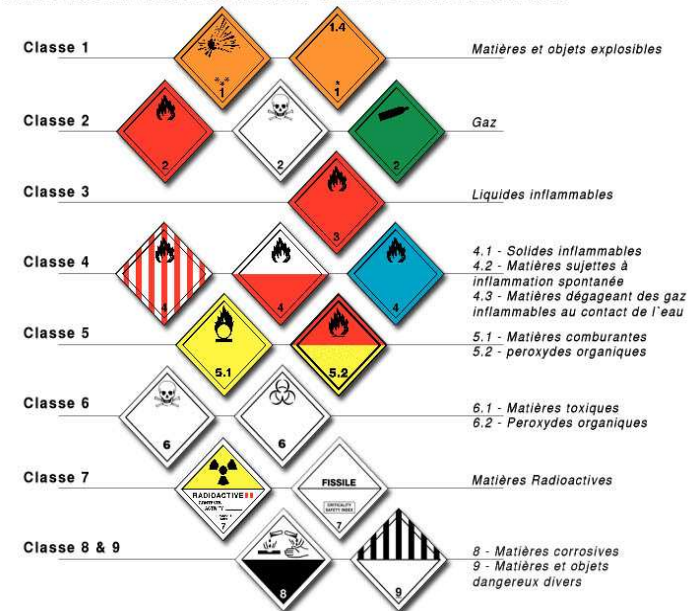 Classe 1
1
1.4
*
1
Matières et objets explosibles
Classe 2
2
2
2
Gaz
Classe 3
3
Liquides inflammables
Classe 4
4
4
4
4.1 - Solides inflammables
4.2 - Matières sujettes à
inflammation spontanée
4.3 - Matières dégageant des gaz
inflammables au contact de l`eau
Classe 5
5.1
5.2
5.1 - Matières comburantes
5.2 - peroxydes organiques
Classe 6
6
6
6.1 - Matières toxiques
6.2 - Peroxydes organiques
Classe 7
RADIOACTIVE II
7
FISSILE
CRITICALITY
SAFETY INDEX
7
Matières Radioactives
Classe 8 & 9
8
9
8 - Matières corrosives
9 - Matières et objets
dangereux divers